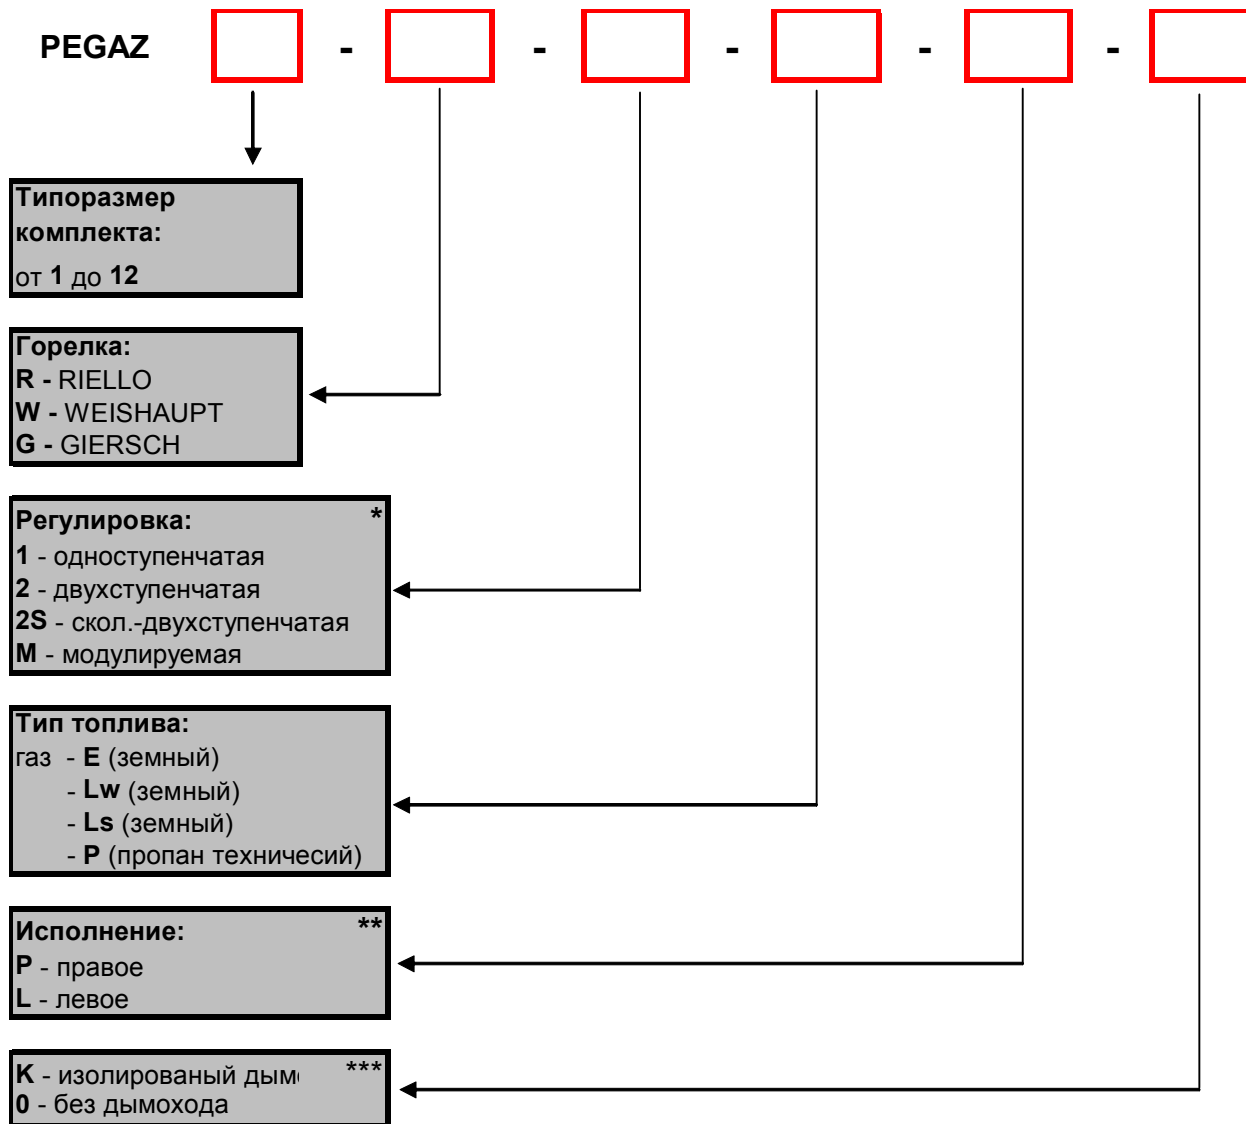 PEGAZ - - - - -
Типоразмер
комплекта:
от 1 до 12
Горелка:
R - RIELLO
W - WEISHAUPT
G - GIERSCH
Регулировка: *
1 - одноступенчатая
2 - двухступенчатая
2S - скол.-двухступенчатая
M - модулируемая
Тип топлива:
газ - E (земный)
- Lw (земный)
- Ls (земный)
- P (пропан техничесий)
Исполнение: **
P - правое
L - левое
K - изолированый ***
0 - без дымохода